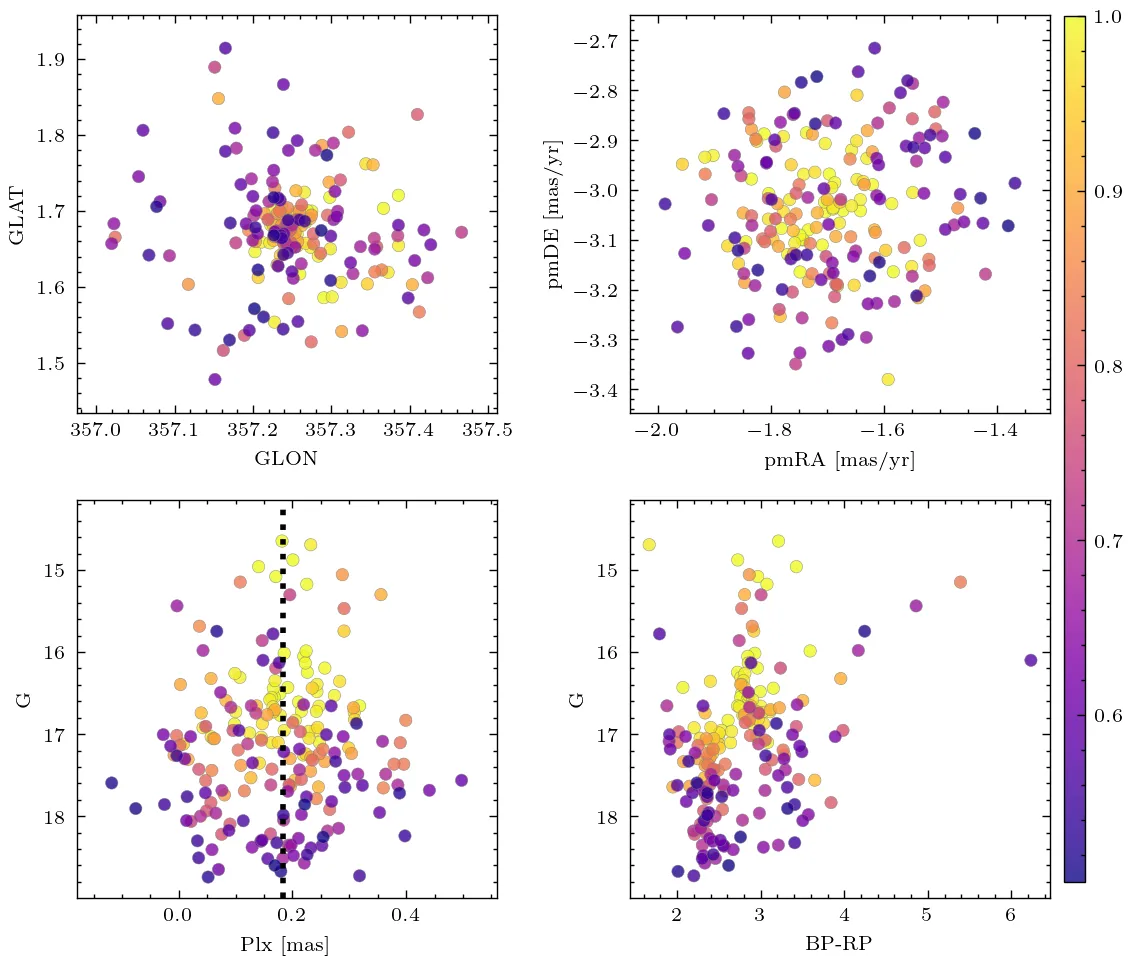 1.9
1.8
1.7
1.6
1.5
GLAT
357.0 357.1 357.2 357.3 357.4 357.5
GLON
−2.7
−2.8
−2.9
−3.0
−3.1
−3.2
−3.3
−3.4
pmDE [mas/yr]
−2.0 −1.8 −1.6 −1.4
pmRA [mas/yr]
1.0
0.9
0.8
0.7
0.6
15
16
17
18
G
0.0 0.2 0.4
Plx [mas]
15
16
17
18
G
2 3 4 5 6
BP-RP